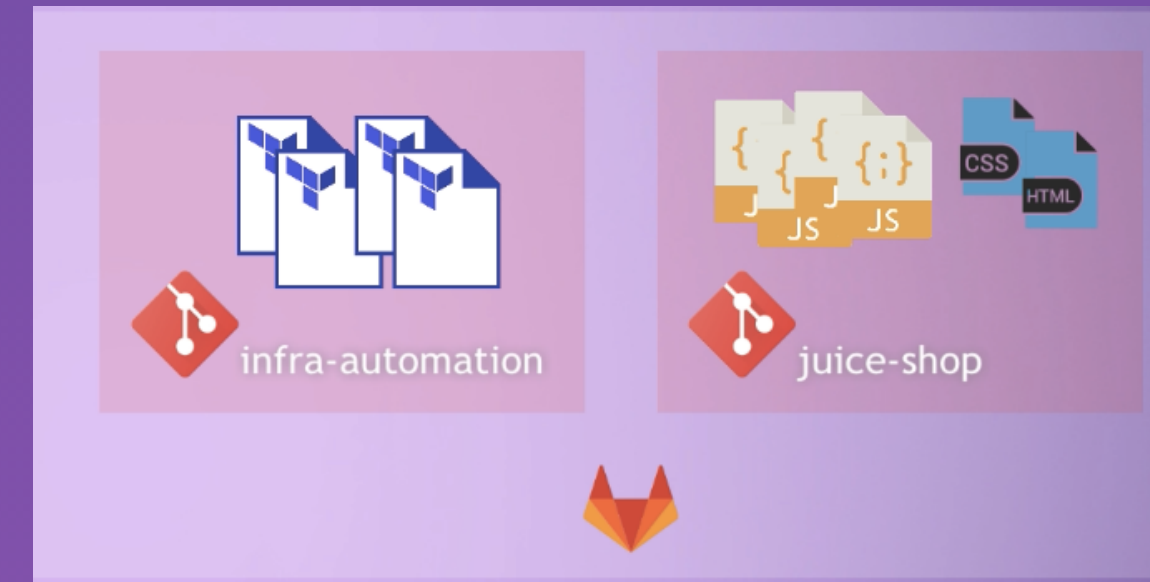 { { { {;}
J JS J JS
CSS
HTML
infra-automation
juice-shop